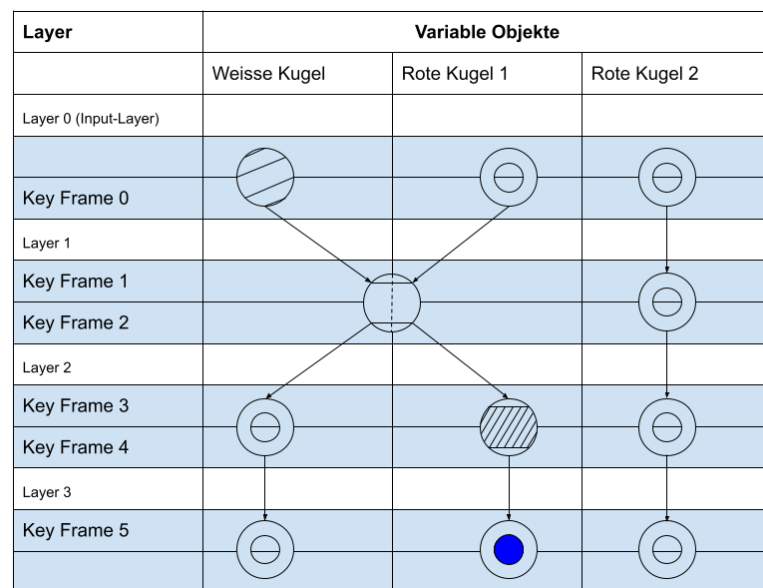 Layer Variable Objekte
Weisse Kugel Rote Kugel 1 Rote Kugel 2
Layer 0 (Input-Layer)
Key Frame 0
Layer 1
Key Frame 1
Key Frame 2
Layer 2
Key Frame 3
Key Frame 4
Layer 3
Key Frame 5